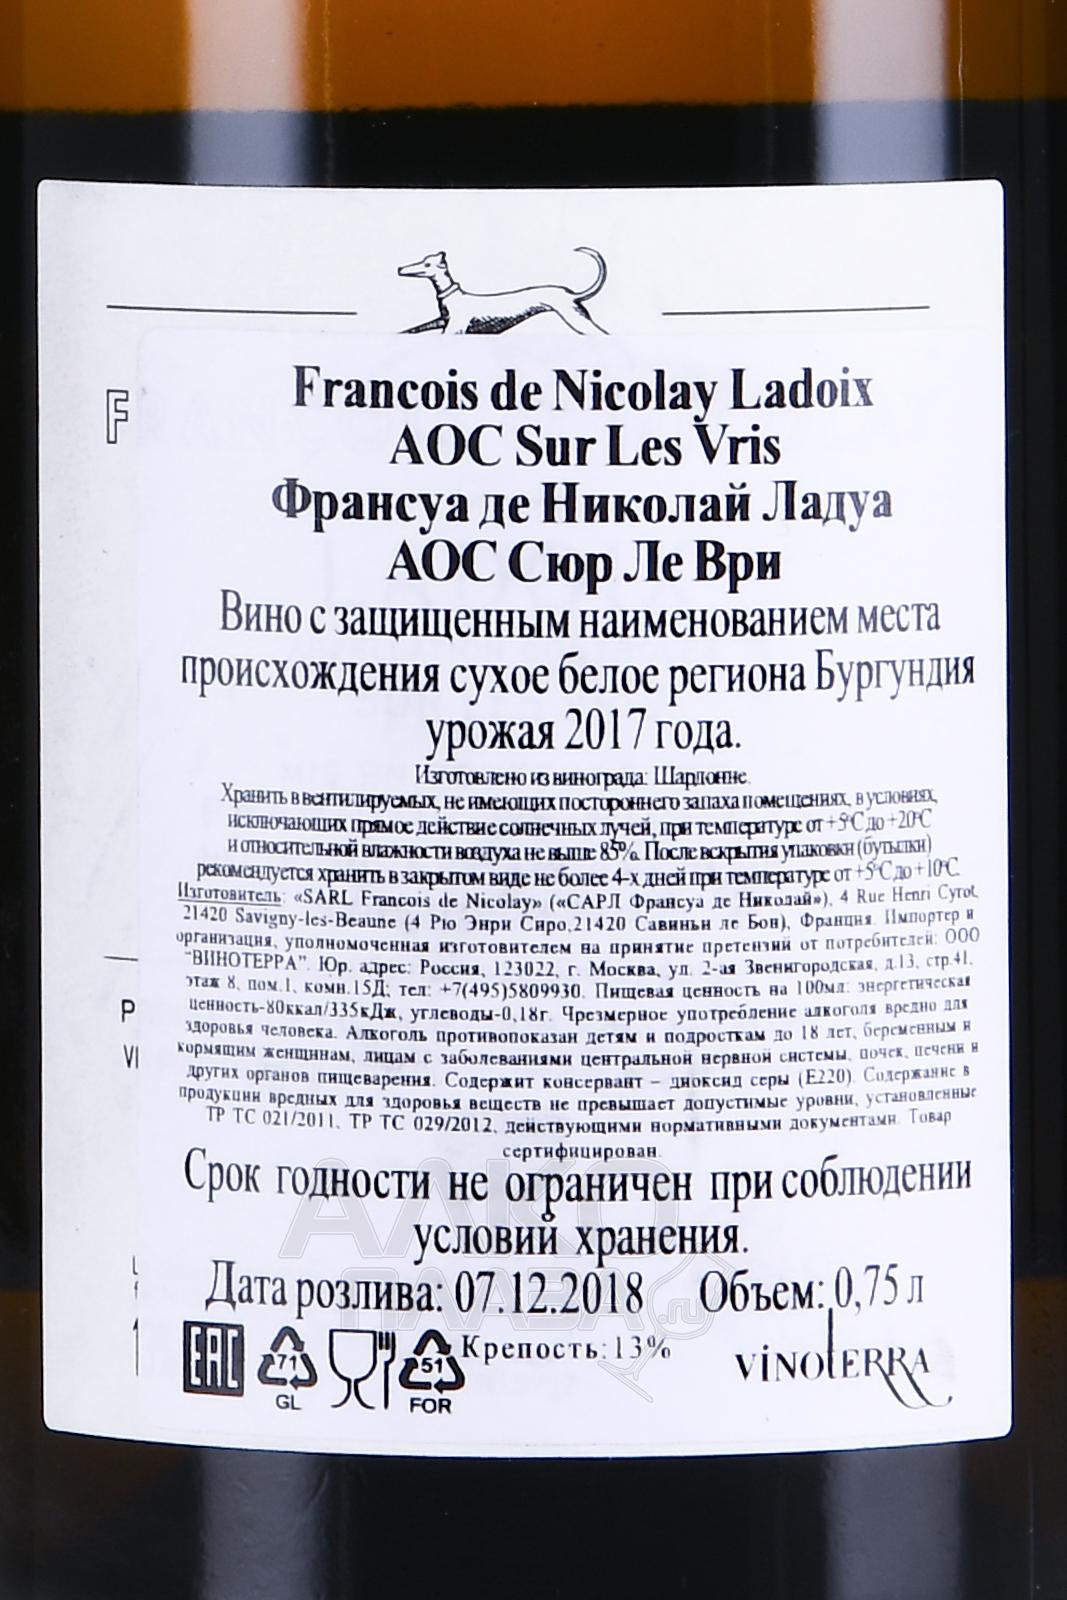 F
Francois de Nicolay Ladoix
АОС Sur Les Vris
Франсуа де Николай Ладуа
АОС Сюр Ле Ври
Вино с защищенным наименованием места
происхождения сухое белое региона Бургундия
урожая 2017 года.
Изготовлено из винограда: Шардонне.
Хранить в вентилируемых, не имеющих постороннего запаха помещениях, в условиях,
исключающих прямое действие солнечных лучей, при температуре от +5°С до +20°С
и относительной влажности воздуха не выше 85%. После вскрытия упаковки (бутылки)
рекомендуется хранить в закрытом виде не более 4-х дней при температуре от +5°С до +10°С.
Изготовитель: «SARL Francois de Nicolay» («САРЛ Франсуа де Николай»), 4 Rue Henri Cyrot,
21420 Savigny-les-Beaune (4 Рю Энри Сиро,21420 Савиньи ле Бон), Франция. Импортер и
организация, уполномоченная изготовителем на принятие претензий от потребителей: ООО
"ВИНОТЕРРА". Юр. адрес: Россия, 123022, г. Москва, ул. 2-ая Звенигородская, д.13, стр.41,
этаж 8, пом.1, комн.15Д; тел: +7(495)5809930. Пищевая ценность на 100мл: энергетическая
ценность-80ккал/335кДж, углеводы-0,18г. Чрезмерное употребление алкоголя вредно для
здоровья человека. Алкоголь противопоказан детям и подросткам до 18 лет, беременным и
кормящим женщинам, лицам с заболеваниями центральной нервной системы, почек, печени и
других органов пищеварения. Содержит консервант – диоксид серы (Е220). Содержание в
продукции вредных для здоровья веществ не превышает допустимые уровни, установленные
ТР ТС 021/2011, ТР ТС 029/2012, действующими нормативными документами. Товар
сертифицирован.
P
VI
Срок годности не ограничен при соблюдении
условий хранения.
Дата розлива: 07.12.2018 Объем: 0,75 л
Крепость: 13%
EAC
71
GL
51
FOR
VINOTERRA
АЛКО
ПЛАЗА.ru